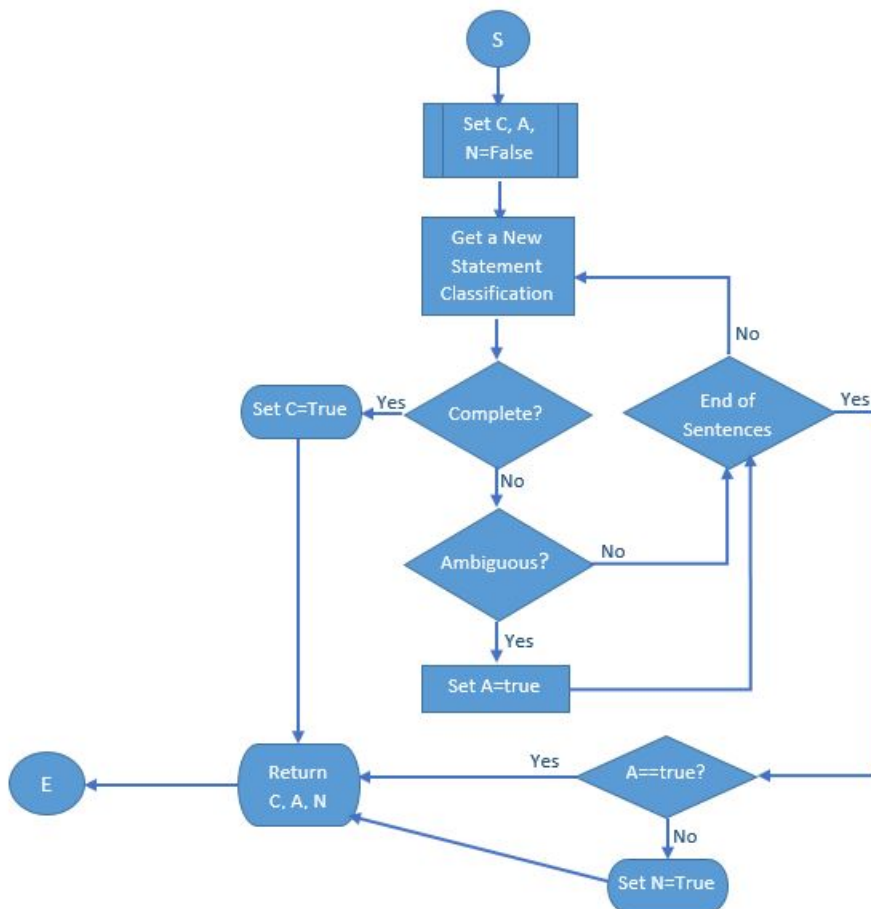 S
Set C, A,
N=False
Get a New
Statement
Classification
No
Set C=True
Yes
Complete?
End of
Sentences
Yes
No
Ambiguous?
No
Yes
Set A=true
Return
C, A, N
E
Yes
A==true?
No
Set N=True